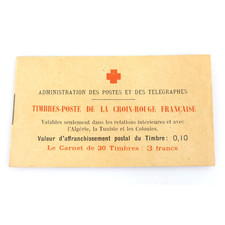 ADMINISTRATION DES POSTES ET DES TELEGRAPHES
TIMBRES-POSTE DE LA CROIX-ROUGE FRANÇAISE
Valables seulement dans les relations intérieures et avec
l'Algérie, la Tunisie et les Colonies.
Valeur d'affranchissement postal du Timbre : 0,10
Le Carnet de 20 Timbres : 3 francs